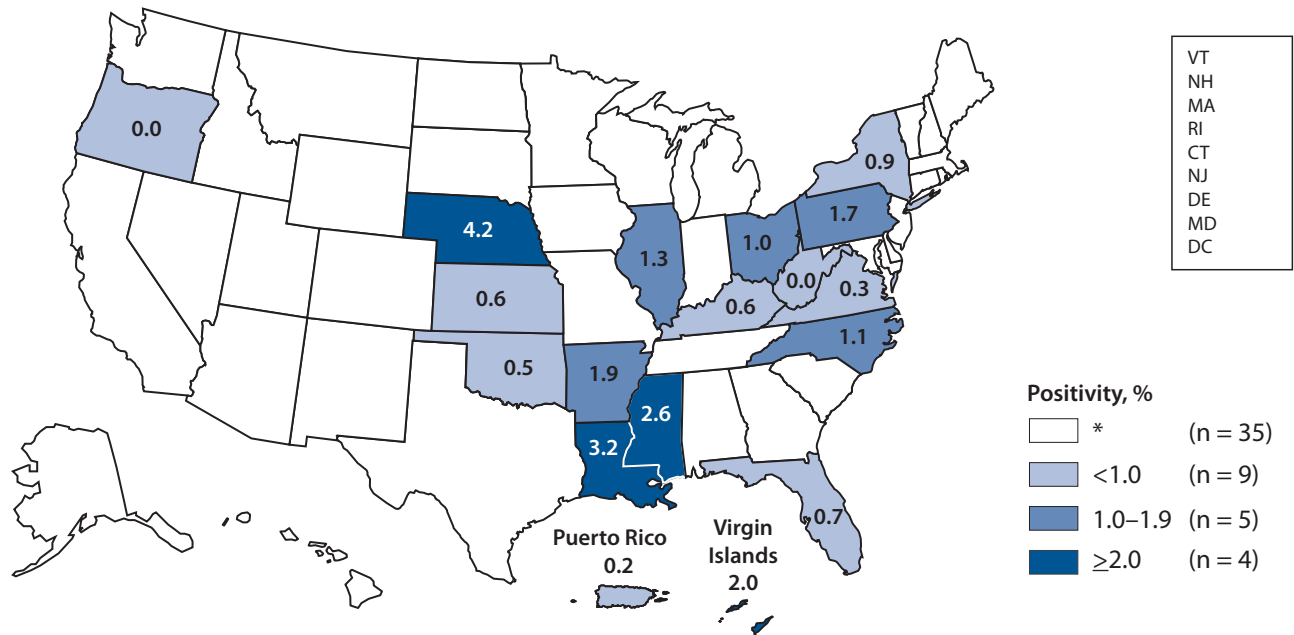 VT
NH
MA
RI
CT
NJ
DE
MD
DC
0.0
0.9
4.2
1.7
1.0
1.3
0.6
0.0
0.3
0.6
1.1
0.5
1.9
2.6
3.2
0.7
Puerto Rico
0.2
Virgin
Islands
2.0
Positivity, %
* (n = 35)
<1.0 (n = 9)
1.0–1.9 (n = 5)
≥2.0 (n = 4)